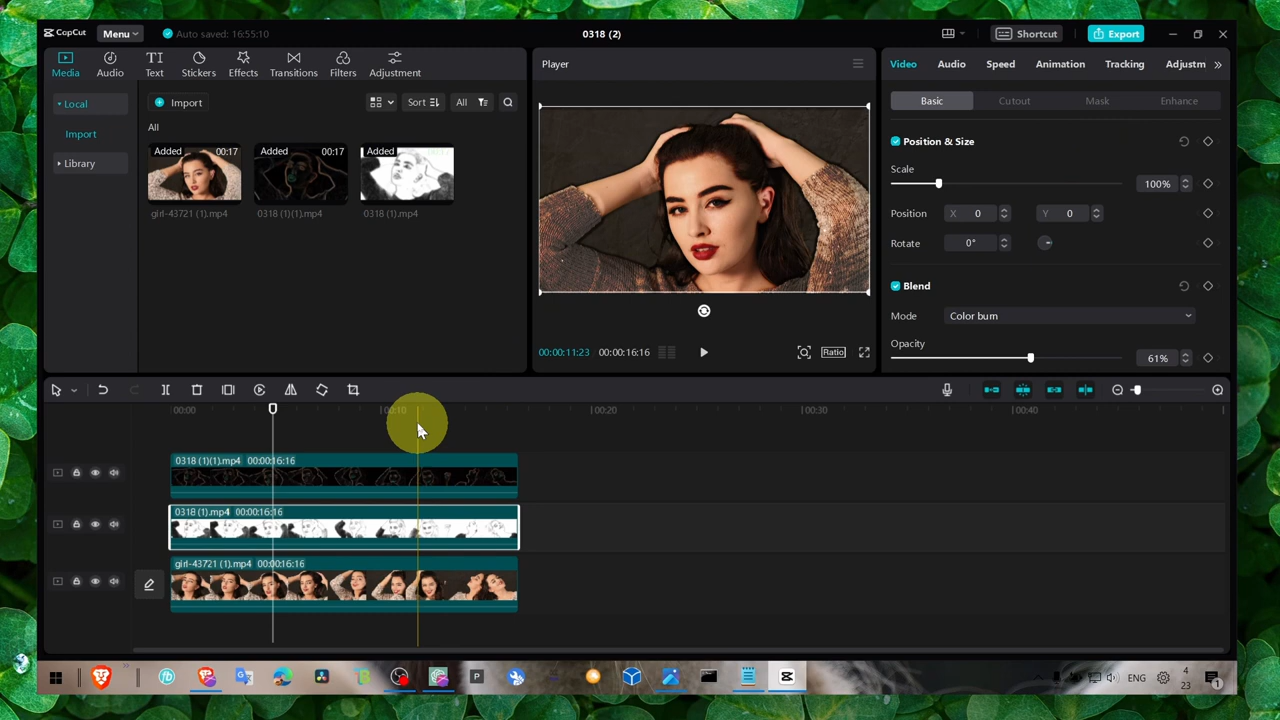 CapCut
Menu
Auto saved: 16:55:10
0318 (2)
Shortcut
Export
Media
Audio
Text
Stickers
Effects
Transitions
Filters
Adjustment
Local
Import
Library
Import
Sort
All
All
Added 00:17
girl-43721 (1).mp4
Added 00:17
0318 (1)(1).mp4
Added
0318 (1).mp4
Player
00:00:11:23
00:00:16:16
Ratio
Video
Audio
Speed
Animation
Tracking
Adjustm
Basic
Cutout
Mask
Enhance
Position & Size
Scale
100%
Position X 0 Y 0
Rotate 0°
Blend
Mode Color burn
Opacity
61%
00:00
00:10
00:20
00:30
00:40
0318 (1)(1).mp4 00:00:16:16
0318 (1).mp4 00:00:16:16
girl-43721 (1).mp4 00:00:16:16
ENG
23